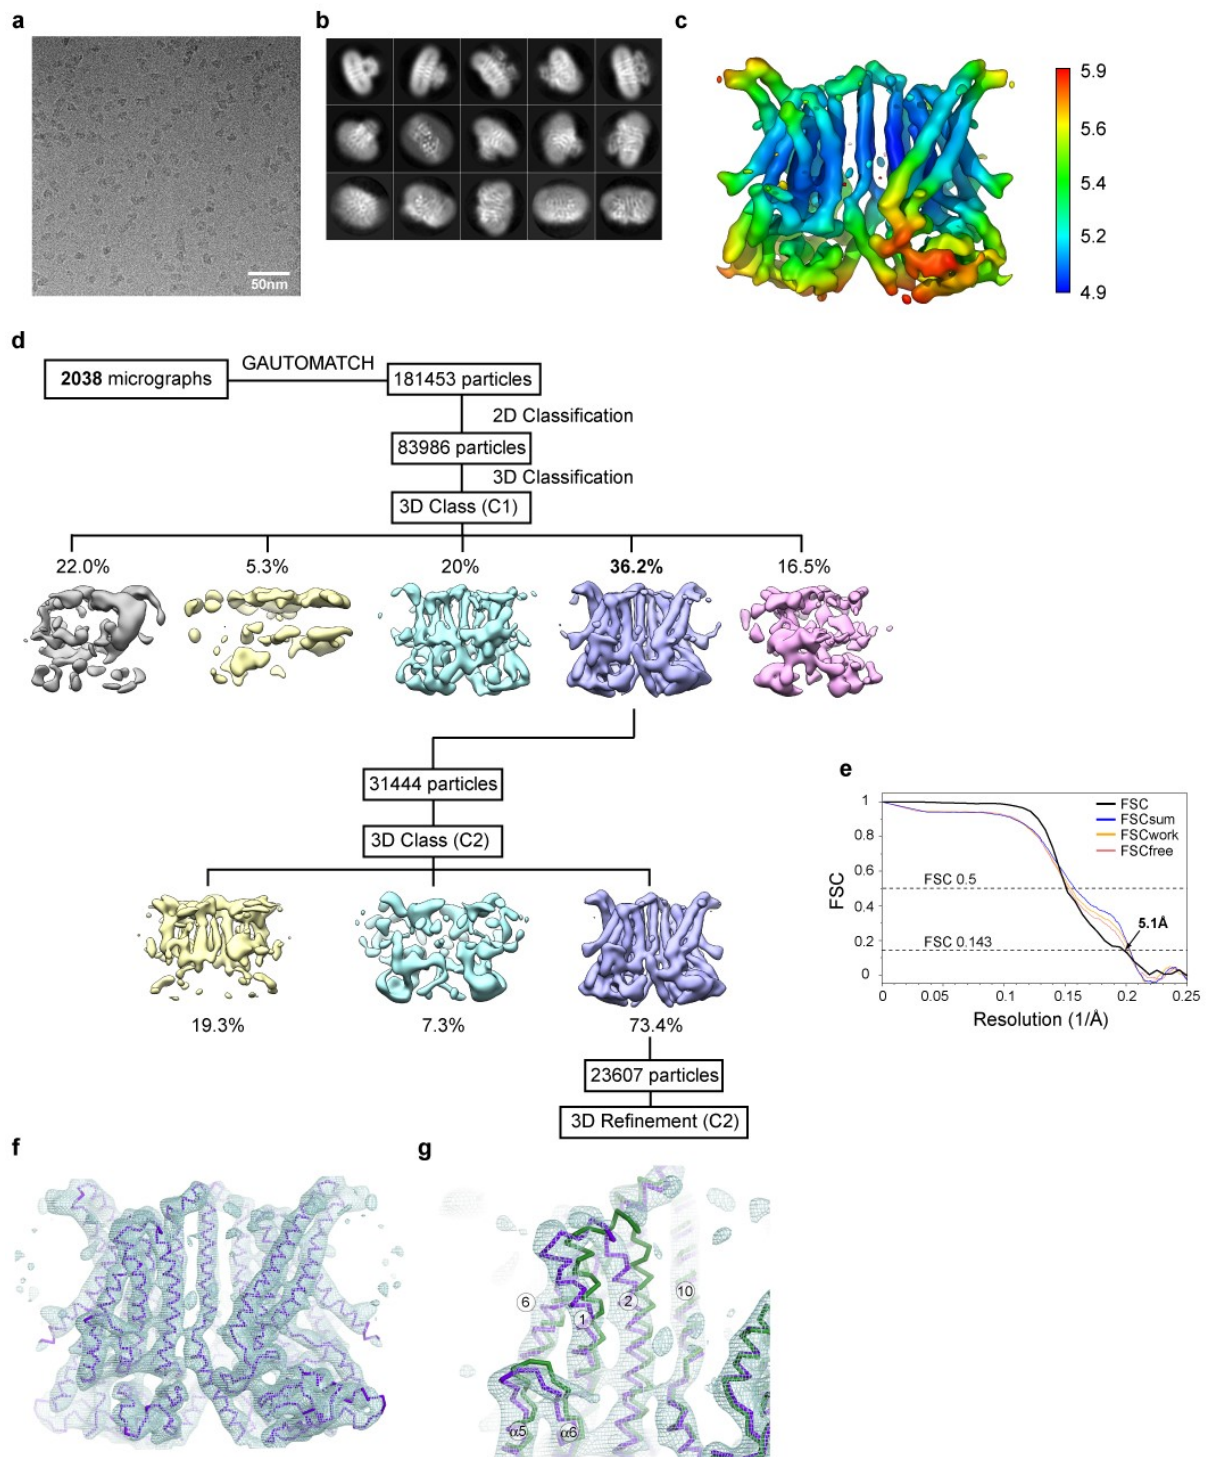 a
b
c
50nm
5.9
5.6
5.4
5.2
4.9
d
2038 micrographs
GAUTOMATCH
181453 particles
2D Classification
83986 particles
3D Classification
3D Class (C1)
22.0%
5.3%
20%
36.2%
16.5%
31444 particles
3D Class (C2)
19.3%
7.3%
73.4%
23607 particles
3D Refinement (C2)
e
1
0.8
0.6
0.4
0.2
0
FSC
FSC
FSCsum
FSCwork
FSCfree
FSC 0.5
FSC 0.143
5.1Å
0
0.05
0.1
0.15
0.2
0.25
Resolution (1/Å)
f
g
6
1
2
10
α5
α6